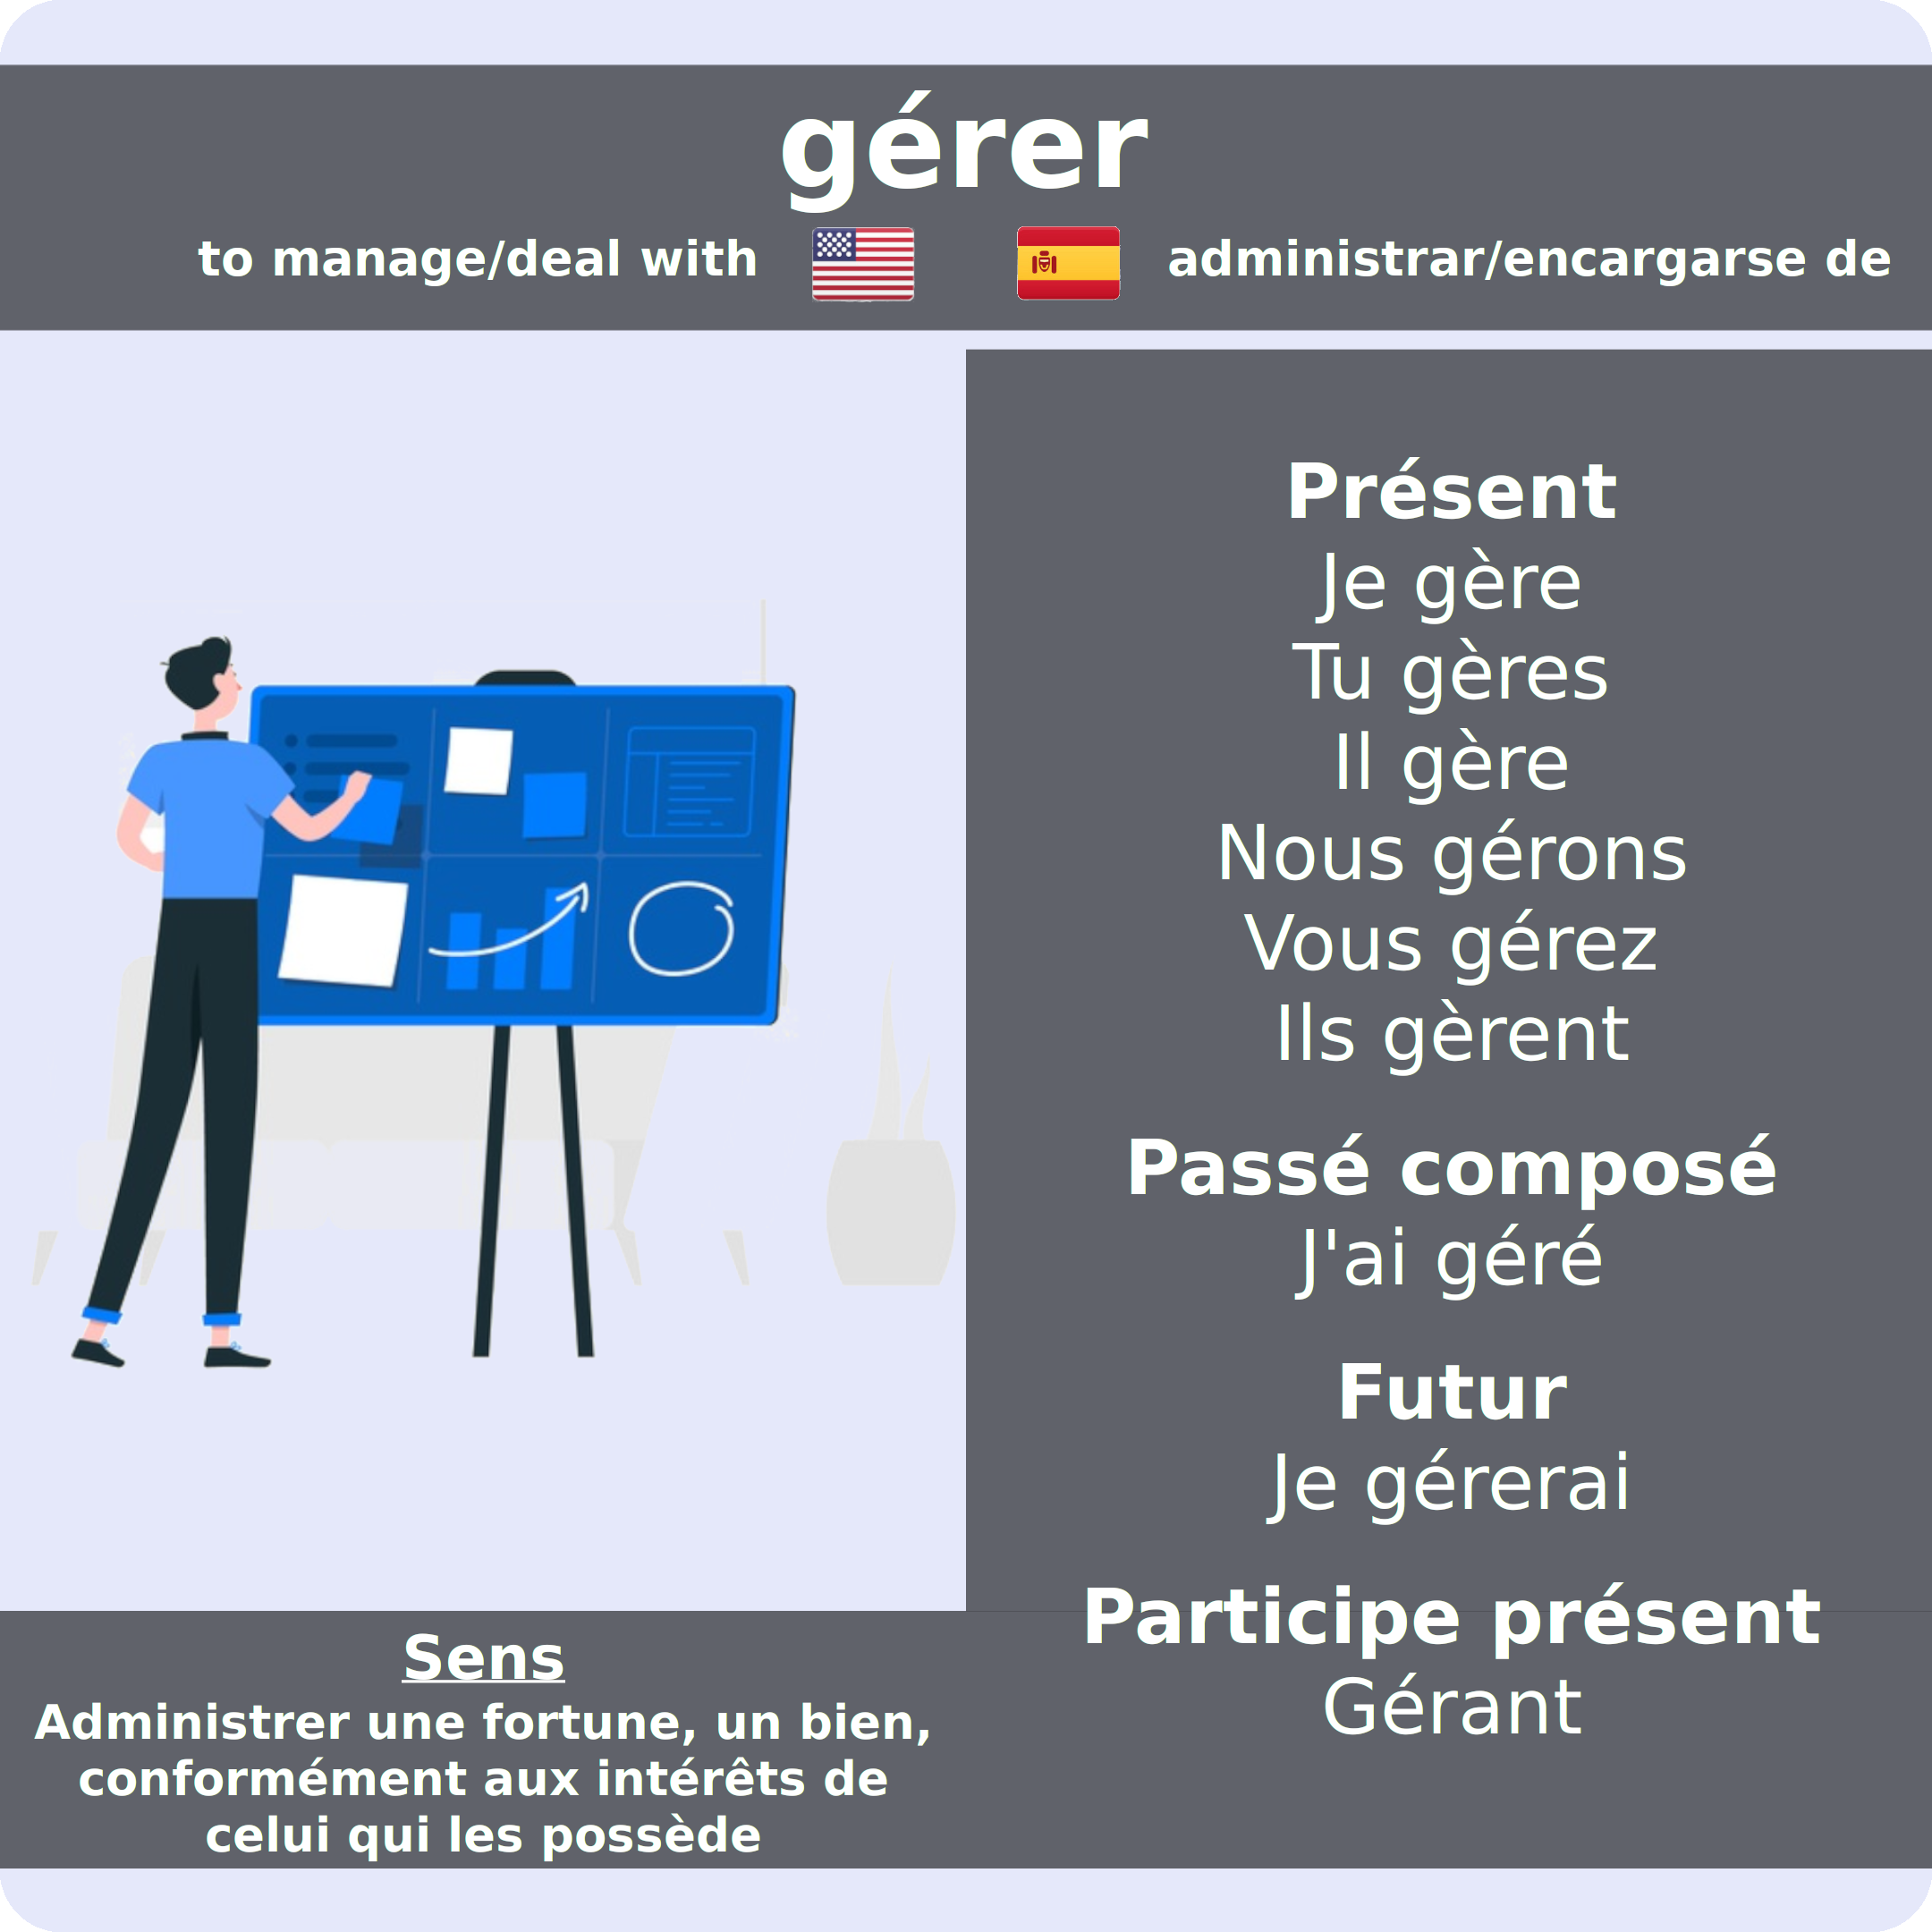 gérer
to manage/deal with
administrar/encargarse de
Présent
Je gère
Tu gères
Il gère
Nous gérons
Vous gérez
Ils gèrent
Passé composé
J'ai géré
Futur
Je gérerai
Participe présent
Gérant
Sens
Administrer une fortune, un bien,
conformément aux intérêts de
celui qui les possède